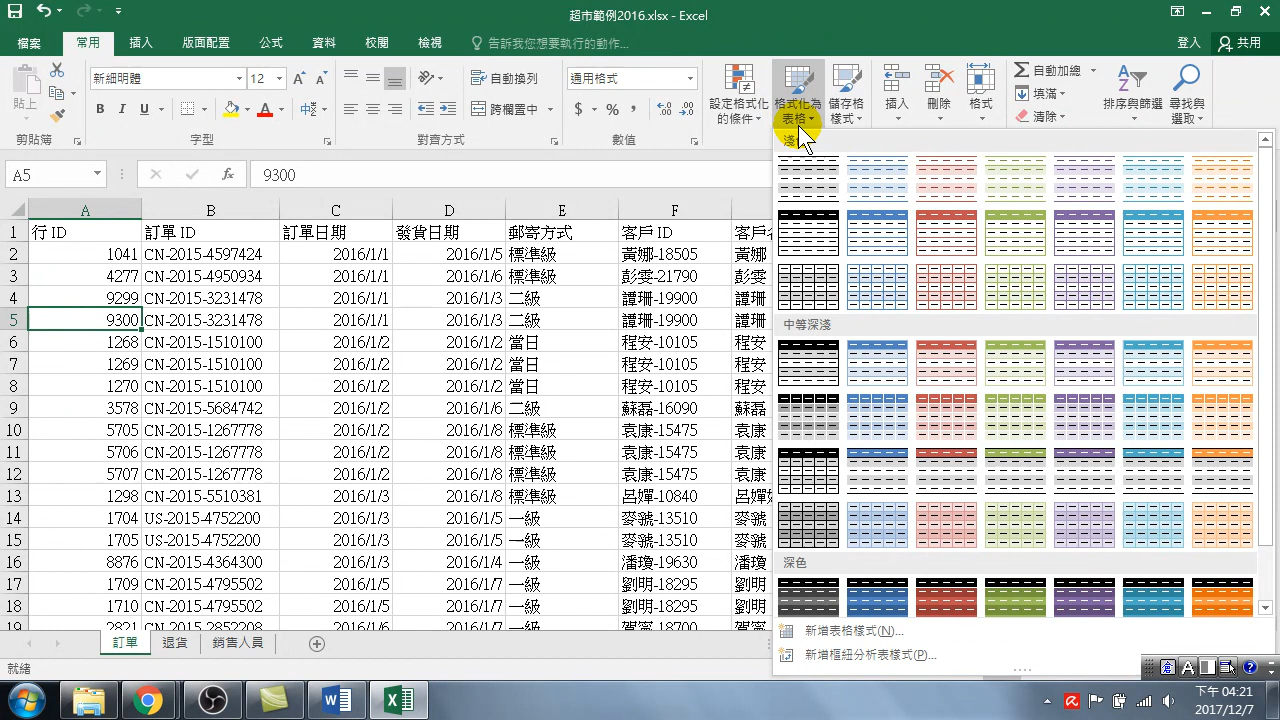 超市範例2016.xlsx - Excel
檔案 常用 插入 版面配置 公式 資料 校閱 檢視 告訴我您想要執行的動作... 登入 共用
貼上
新細明體 12
B I U
自動換列
跨欄置中
通用格式
$ % ,
設定格式化的條件
格式化為表格
儲存格樣式
插入 刪除 格式
自動加總
填滿
清除
排序與篩選 尋找與選取
剪貼簿 字型 對齊方式 數值
A5 fx 9300
A B C D E F
1 行 ID 訂單 ID 訂單日期 發貨日期 郵寄方式 客戶 ID
2 1041 CN-2015-4597424 2016/1/1 2016/1/5 標準級 黃娜-18505 黃娜
3 4277 CN-2015-4950934 2016/1/1 2016/1/5 標準級 彭雯-21790 彭雯
4 9299 CN-2015-3231478 2016/1/1 2016/1/3 二級 譚珊-19900 譚珊
5 9300 CN-2015-3231478 2016/1/1 2016/1/3 二級 譚珊-19900 譚珊
6 1268 CN-2015-1510100 2016/1/2 2016/1/2 當日 程安-10105 程安
7 1269 CN-2015-1510100 2016/1/2 2016/1/2 當日 程安-10105 程安
8 1270 CN-2015-1510100 2016/1/2 2016/1/2 當日 程安-10105 程安
9 3578 CN-2015-5684742 2016/1/2 2016/1/6 二級 蘇磊-16090 蘇磊
10 5705 CN-2015-1267778 2016/1/2 2016/1/8 標準級 袁康-15475 袁康
11 5706 CN-2015-1267778 2016/1/2 2016/1/8 標準級 袁康-15475 袁康
12 5707 CN-2015-1267778 2016/1/2 2016/1/8 標準級 袁康-15475 袁康
13 1298 CN-2015-5510381 2016/1/3 2016/1/8 標準級 呂嬋-10840
14 1704 US-2015-4752200 2016/1/3 2016/1/5 一級 麥號-13510 麥號
15 1705 US-2015-4752200 2016/1/3 2016/1/5 一級 麥號-13510 麥號
16 3876 CN-2015-4364300 2016/1/3 2016/1/4 一級 潘瓊-19630 潘瓊
17 1709 CN-2015-4795502 2016/1/5 2016/1/7 一級 劉明-18295 劉明
18 1710 CN-2015-4795502 2016/1/5 2016/1/6 一級 劉明-18295 劉明
19
中等深淺
深色
新增表格樣式(N)...
新增樞紐分析表樣式(P)...
訂單 退貨 銷售人員
就緒
下午 04:21
2017/12/7